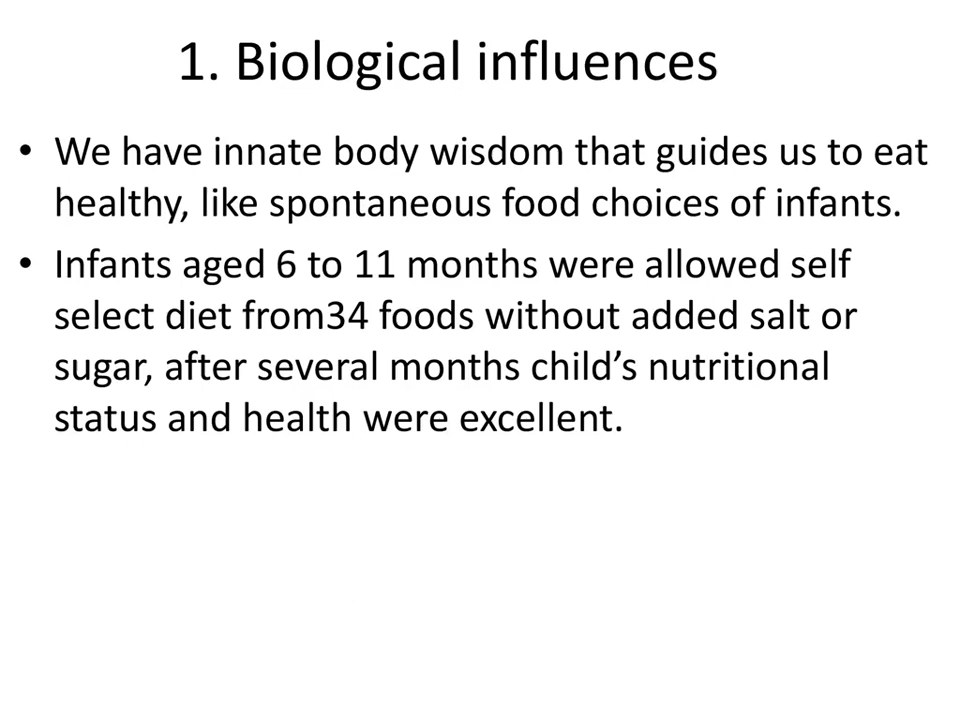 1. Biological influences
• We have innate body wisdom that guides us to eat
healthy, like spontaneous food choices of infants.
• Infants aged 6 to 11 months were allowed self
select diet from34 foods without added salt or
sugar, after several months child’s nutritional
status and health were excellent.